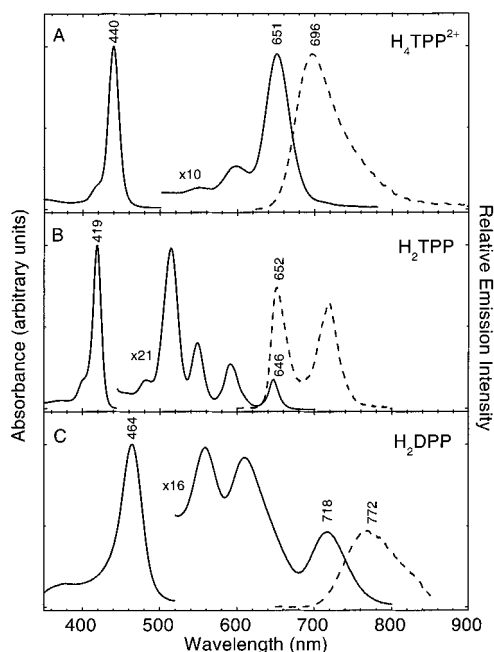 A
440
651
696
H₄TPP²⁺
x10
B
419
652
646
H₂TPP
x21
C
464
718
772
H₂DPP
x16
Absorbance (arbitrary units)
Relative Emission Intensity
400 500 600 700 800 900
Wavelength (nm)